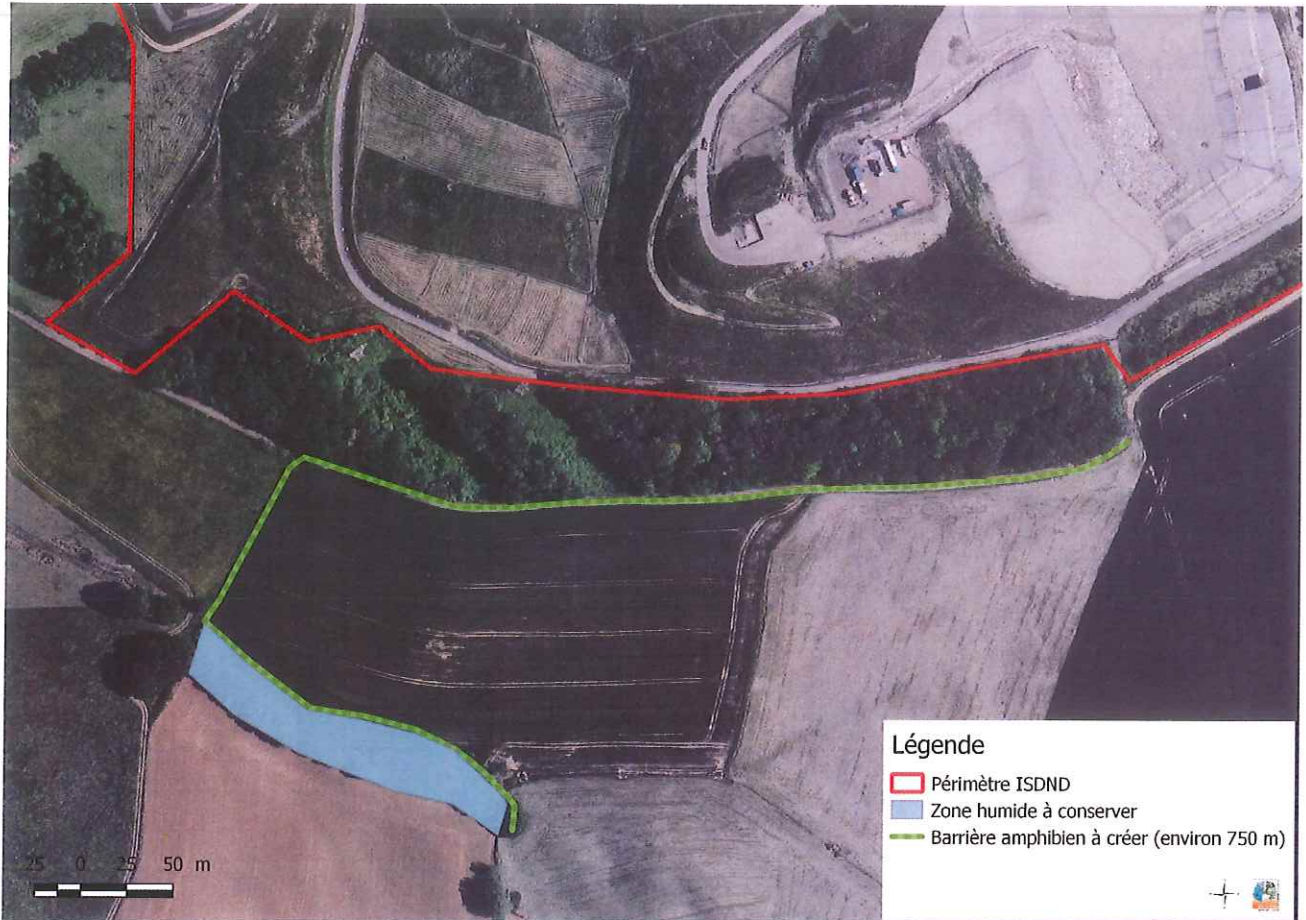 Légende
Périmètre ISDND
Zone humide à conserver
Barrière amphibien à créer (environ 750 m)
25 0 25 50 m